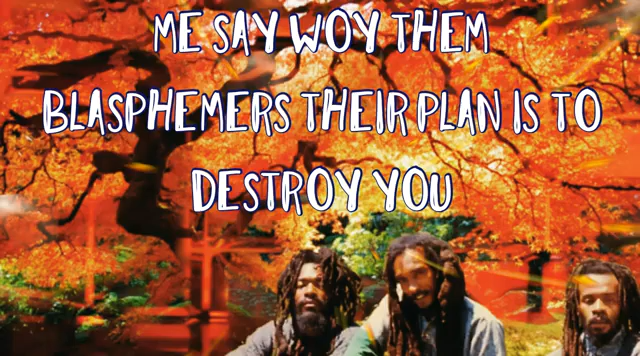 ME SAY WOY THEM
BLASPHEMERS THEIR PLAN IS TO
DESTROY YOU